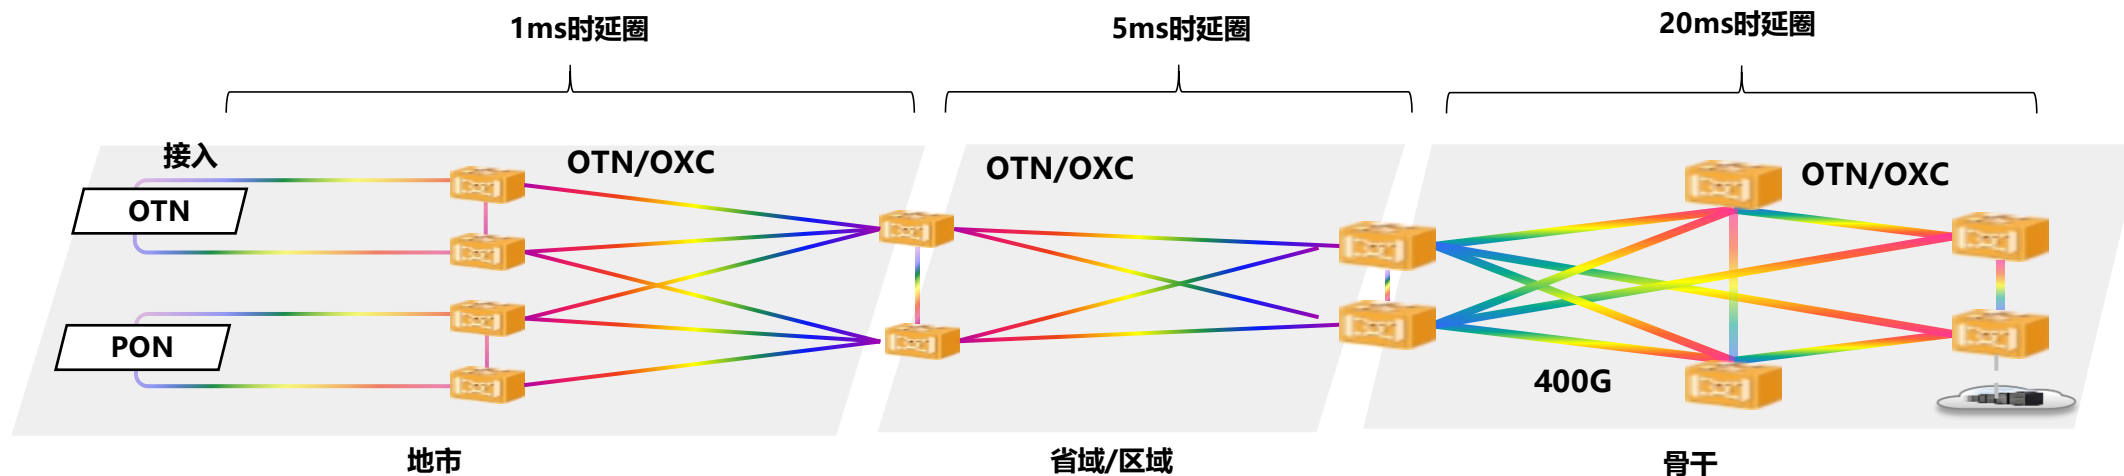 1ms时延圈
5ms时延圈
20ms时延圈
接入
OTN/OXC
OTN/OXC
OTN/OXC
OTN
PON
400G
地市
省域/区域
骨干